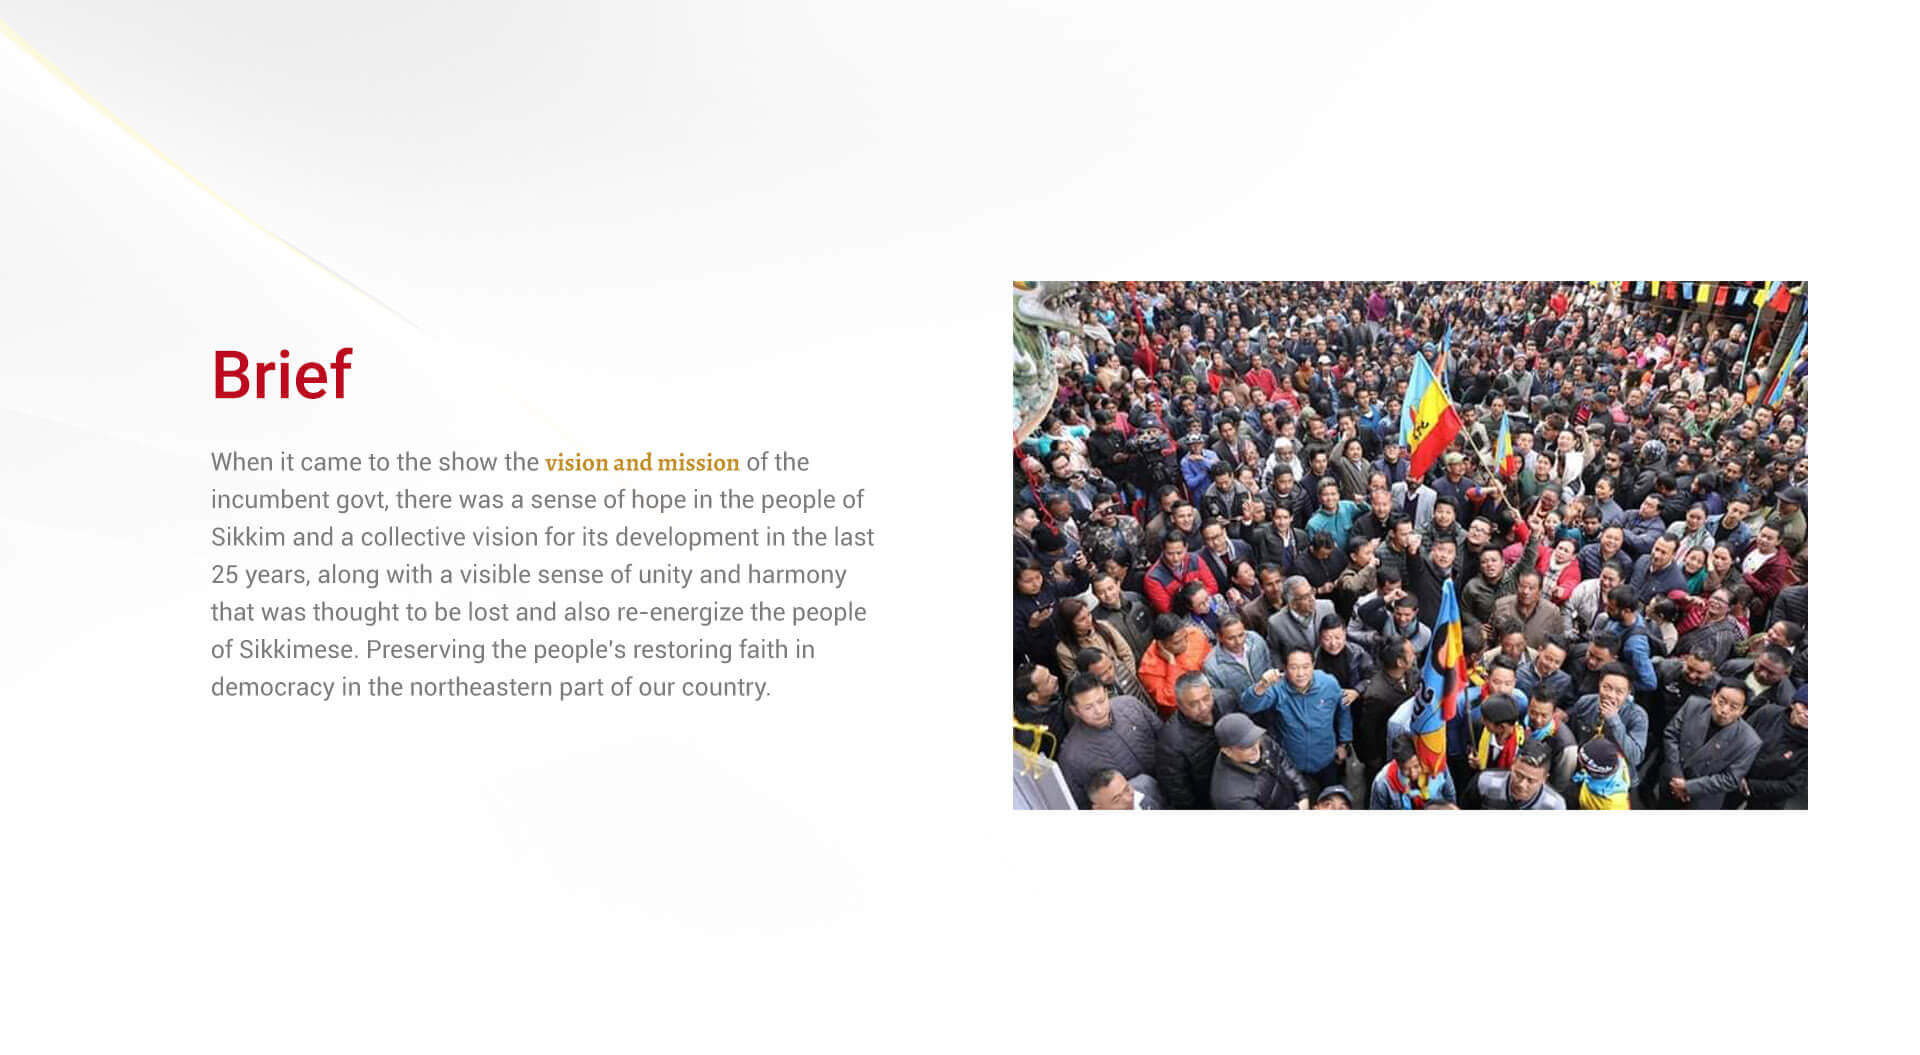 Brief
When it came to the show the vision and mission of the
incumbent govt, there was a sense of hope in the people of
Sikkim and a collective vision for its development in the last
25 years, along with a visible sense of unity and harmony
that was thought to be lost and also re-energize the people
of Sikkimese. Preserving the people's restoring faith in
democracy in the northeastern part of our country.